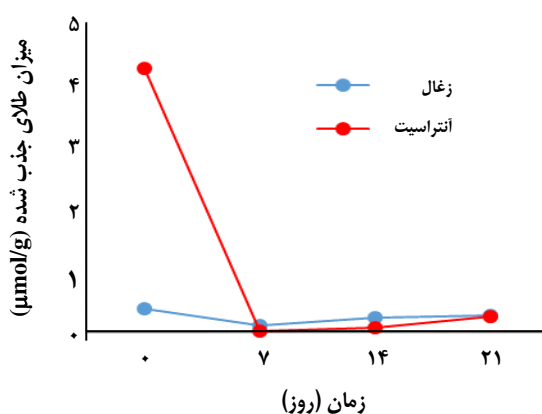 میزان طلای جذب شده (μmol/g)
۵
۴
۳
۲
۱
۰
زغال
آنتراسیت
۰ ۷ ۱۴ ۲۱
زمان (روز)